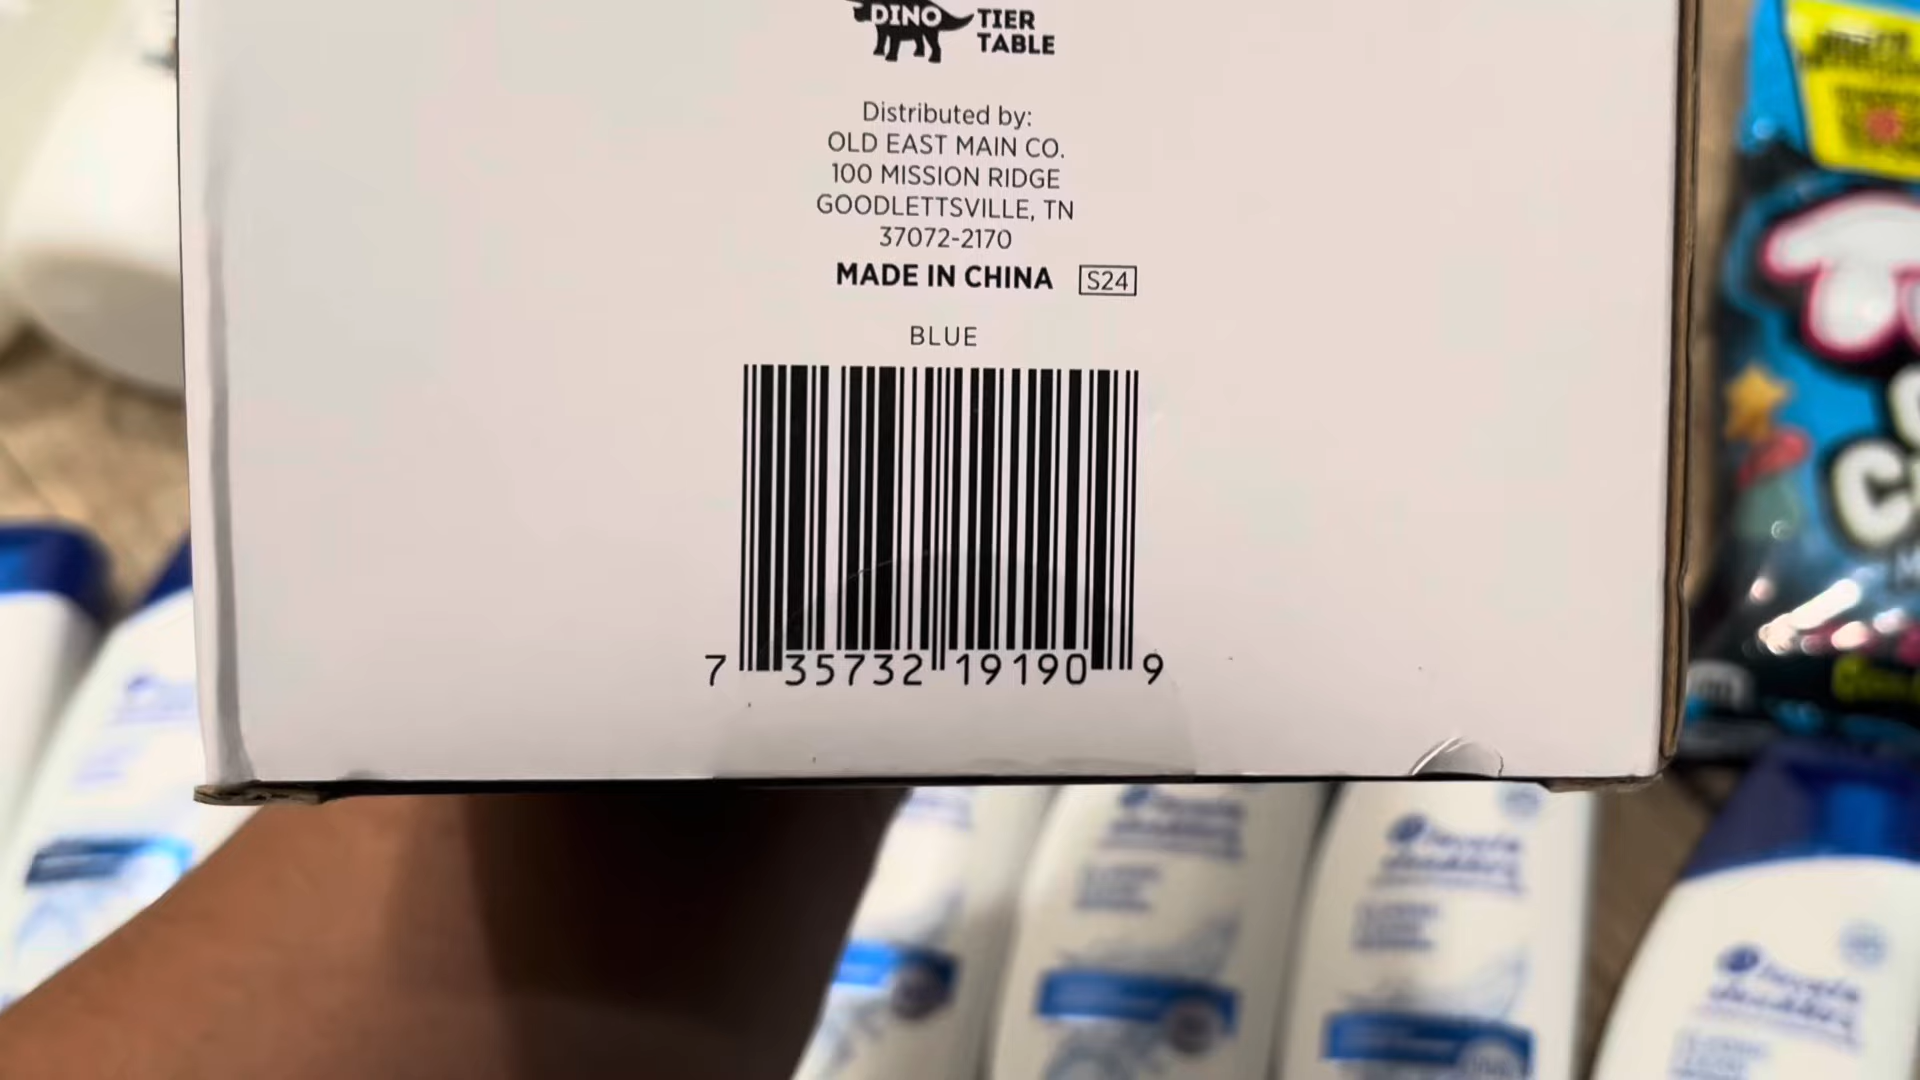 DINO TIER
TABLE
Distributed by:
OLD EAST MAIN CO.
100 MISSION RIDGE
GOODLETTSVILLE, TN
37072-2170
MADE IN CHINA S24
BLUE
7 35732 19190 9